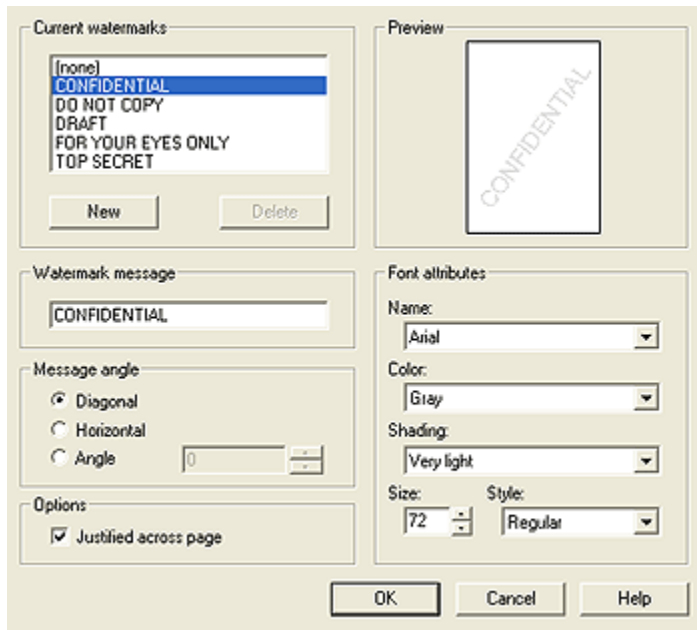 Current watermarks
(none)
CONFIDENTIAL
DO NOT COPY
DRAFT
FOR YOUR EYES ONLY
TOP SECRET
New Delete
Preview
CONFIDENTIAL
Watermark message
CONFIDENTIAL
Message angle
Diagonal
Horizontal
Angle 0
Options
Justified across page
Font attributes
Name:
Arial
Color:
Gray
Shading:
Very light
Size: Style:
72 Regular
OK Cancel Help